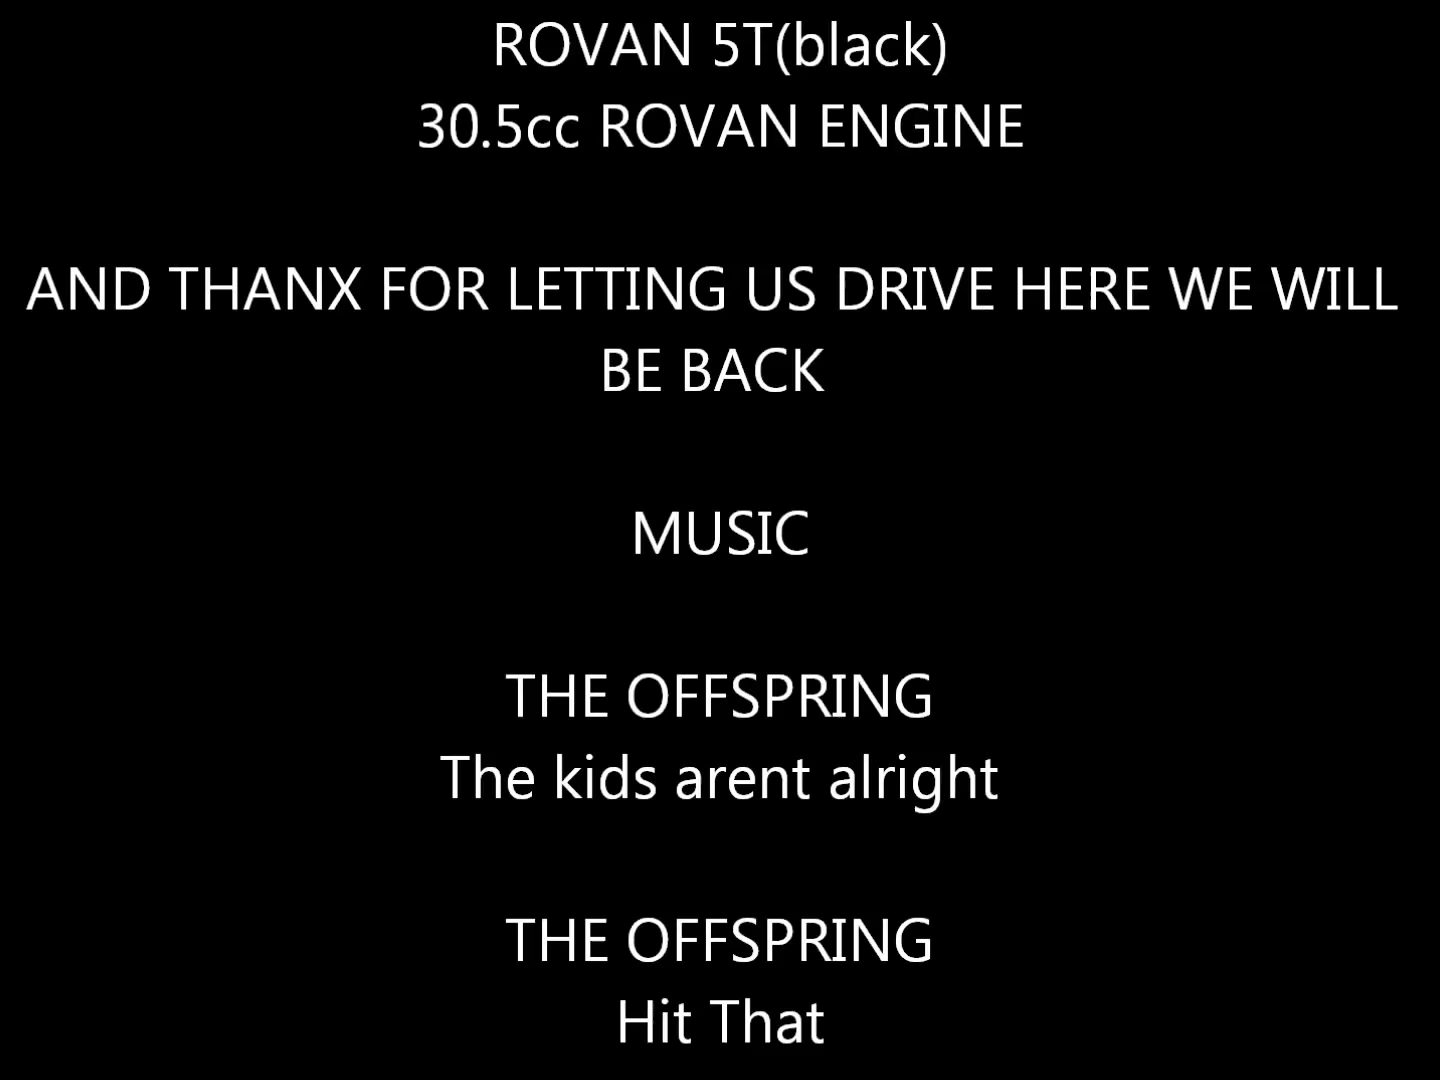 ROVAN 5T(black)
30.5cc ROVAN ENGINE
AND THANX FOR LETTING US DRIVE HERE WE WILL
BE BACK
MUSIC
THE OFFSPRING
The kids arent alright
THE OFFSPRING
Hit That